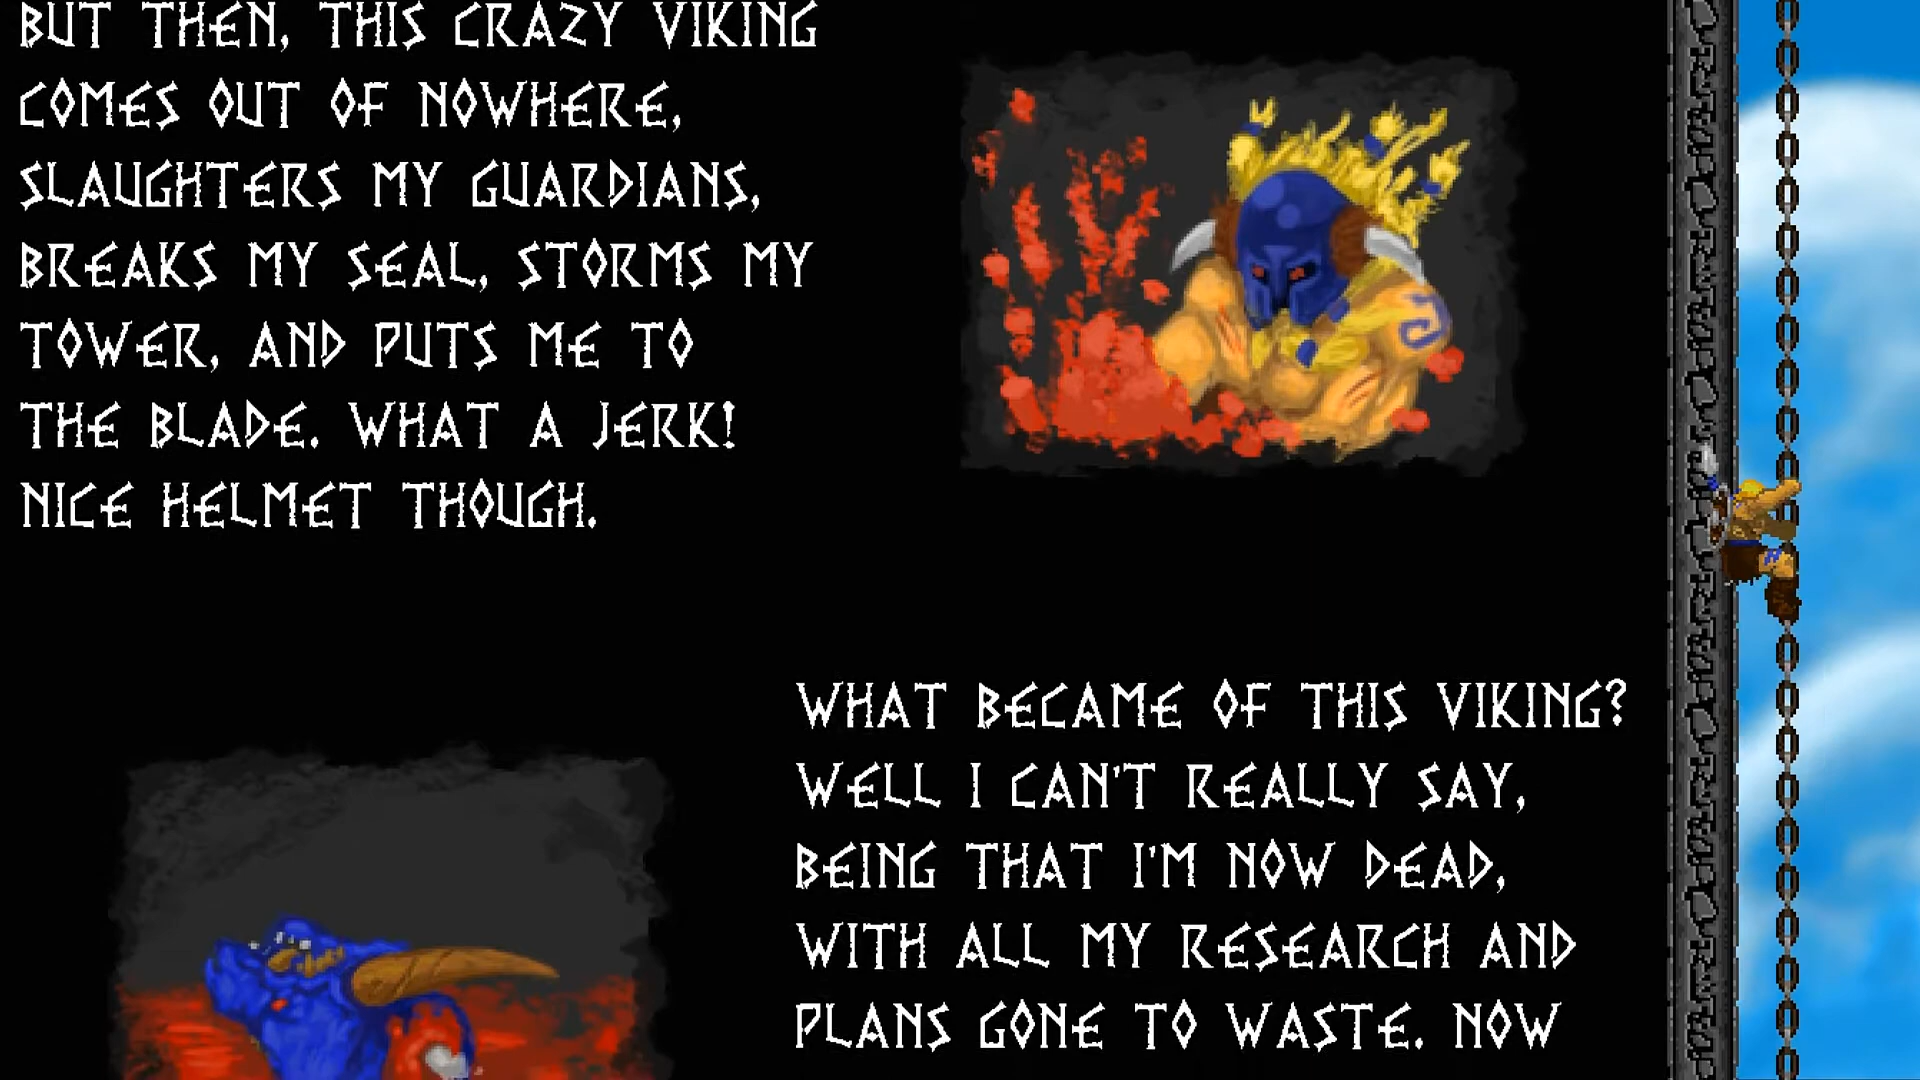 BUT THEN, THIS CRAZY VIKING
COMES OUT OF NOWHERE,
SLAUGHTERS MY GUARDIANS,
BREAKS MY SEAL, STORMS MY
TOWER, AND PUTS ME TO
THE BLADE. WHAT A JERK!
NICE HELMET THOUGH.
WHAT BECAME OF THIS VIKING?
WELL I CAN'T REALLY SAY,
BEING THAT I'M NOW DEAD,
WITH ALL MY RESEARCH AND
PLANS GONE TO WASTE. NOW